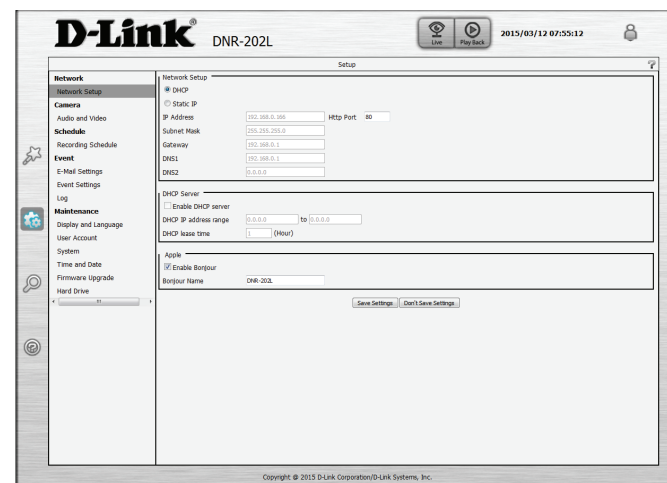 D-Link® DNR-202L
Live Play Back 2015/03/12 07:55:12
Setup ?
Network
Network Setup
Camera
Audio and Video
Schedule
Recording Schedule
Event
E-Mail Settings
Event Settings
Log
Maintenance
Display and Language
User Account
System
Time and Date
Firmware Upgrade
Hard Drive
Network Setup
DHCP
Static IP
IP Address 192.168.0.166 Http Port 80
Subnet Mask 255.255.255.0
Gateway 192.168.0.1
DNS1 192.168.0.1
DNS2 0.0.0.0
DHCP Server
Enable DHCP server
DHCP IP address range 0.0.0.0 to 0.0.0.0
DHCP lease time 1 (Hour)
Apple
Enable Bonjour
Bonjour Name DNR-202L
Save Settings Don't Save Settings
Copyright @ 2015 D-Link Corporation/D-Link Systems, Inc.